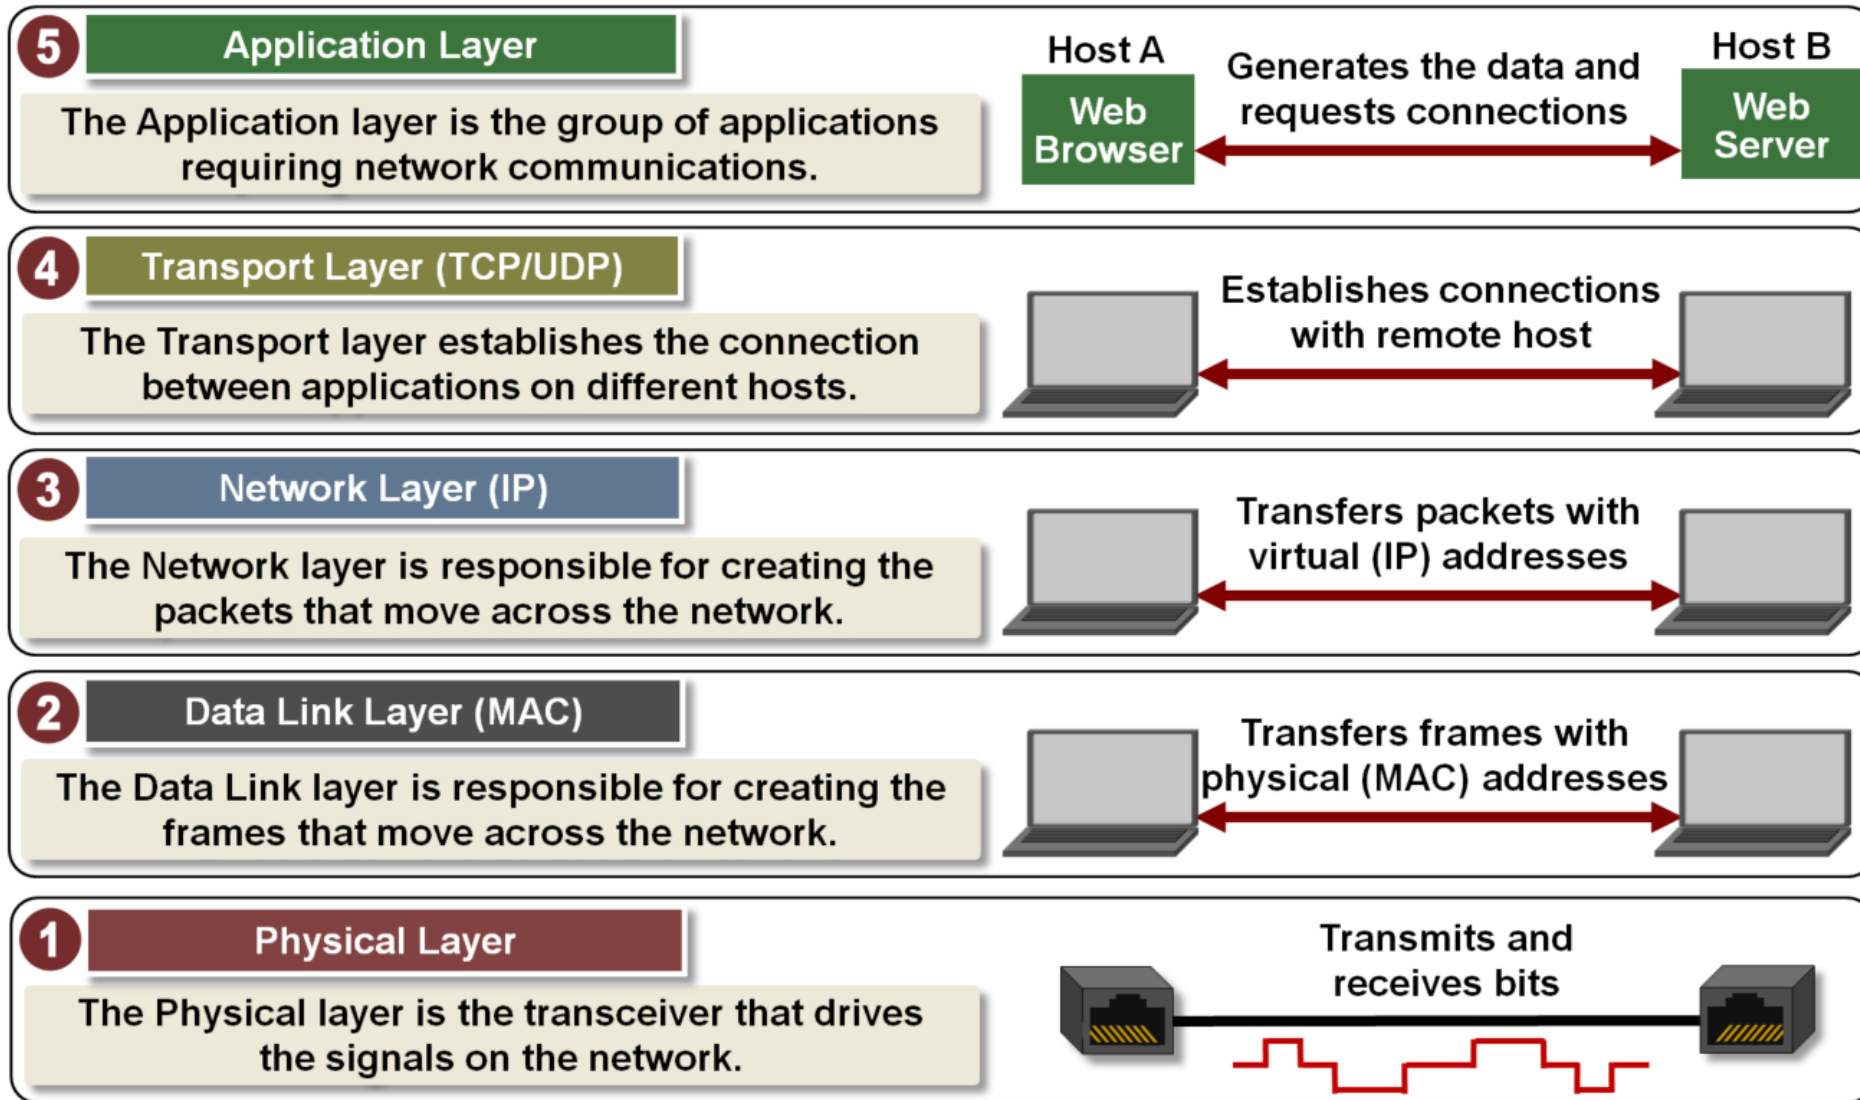 5
Application Layer
The Application layer is the group of applications
requiring network communications.
Host A
Web
Browser
Generates the data and
requests connections
Host B
Web
Server
4
Transport Layer (TCP/UDP)
The Transport layer establishes the connection
between applications on different hosts.
Establishes connections
with remote host
3
Network Layer (IP)
The Network layer is responsible for creating the
packets that move across the network.
Transfers packets with
virtual (IP) addresses
2
Data Link Layer (MAC)
The Data Link layer is responsible for creating the
frames that move across the network.
Transfers frames with
physical (MAC) addresses
1
Physical Layer
The Physical layer is the transceiver that drives
the signals on the network.
Transmits and
receives bits